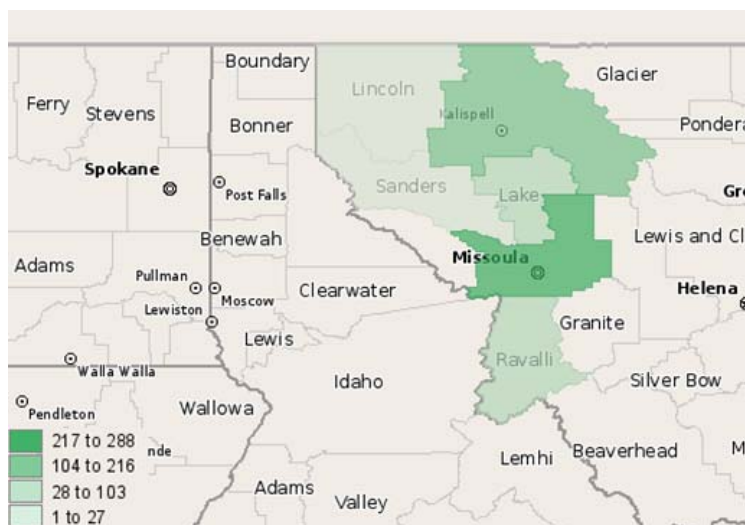 Boundary
Lincoln
Glacier
Ferry
Stevens
Kalispell
Bonner
Pondera
Spokane
Post Falls
Sanders
Lake
Gro
Benewah
Lewis and Cl
Adams
Missoula
Pullman
Moscow
Clearwater
Helena
Lewiston
Granite
Lewis
Walla Walla
Ravalli
Idaho
Silver Bow
Pendleton
Wallowa
217 to 288
nde
Lemhi
Beaverhead
M
104 to 216
28 to 103
Adams
Valley
1 to 27